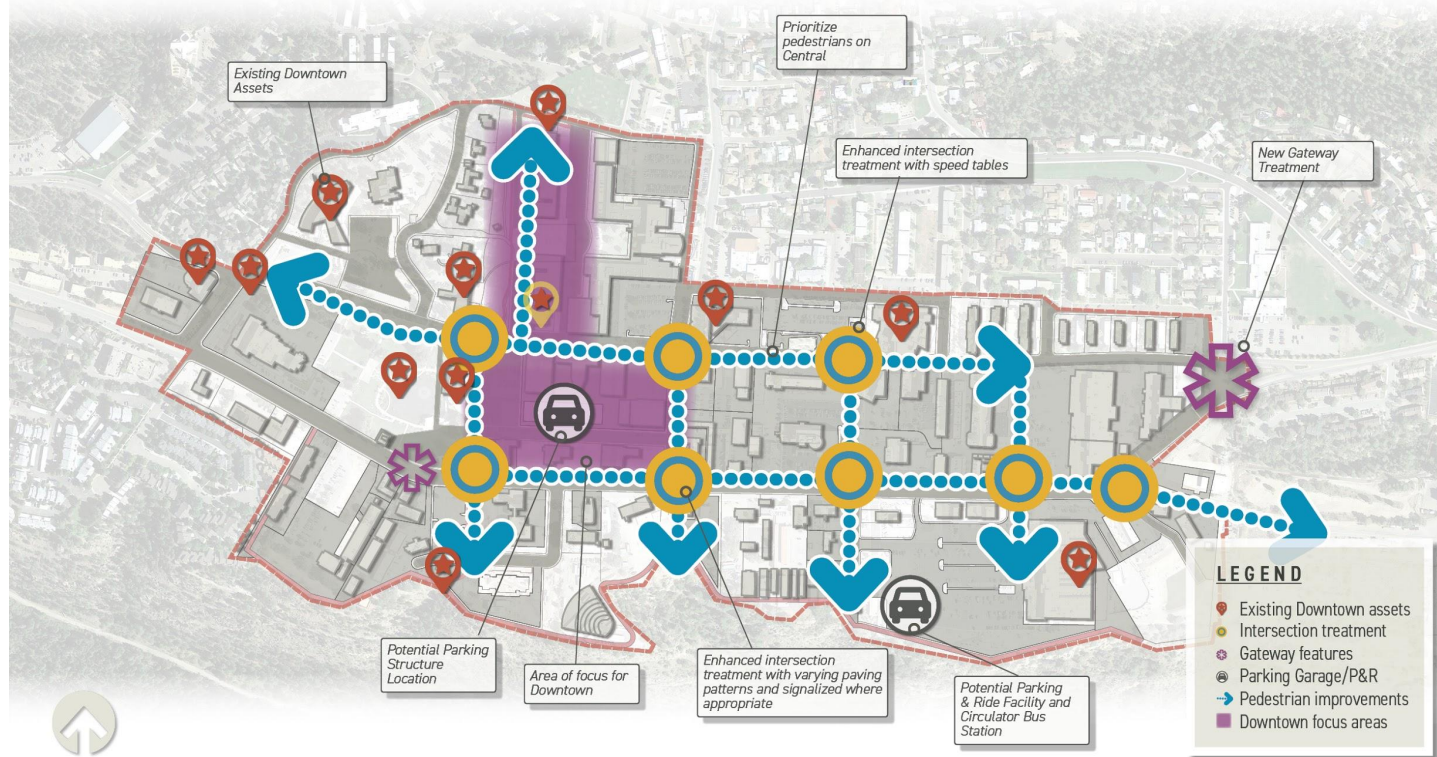 Prioritize
pedestrians on
Central
Existing Downtown
Assets
Enhanced intersection
treatment with speed tables
New Gateway
Treatment
Potential Parking
Structure
Location
Area of focus for
Downtown
Enhanced intersection
treatment with varying paving
patterns and signalized where
appropriate
Potential Parking
& Ride Facility and
Circulator Bus
Station
LEGEND
Existing Downtown assets
Intersection treatment
Gateway features
Parking Garage/P&R
Pedestrian improvements
Downtown focus areas